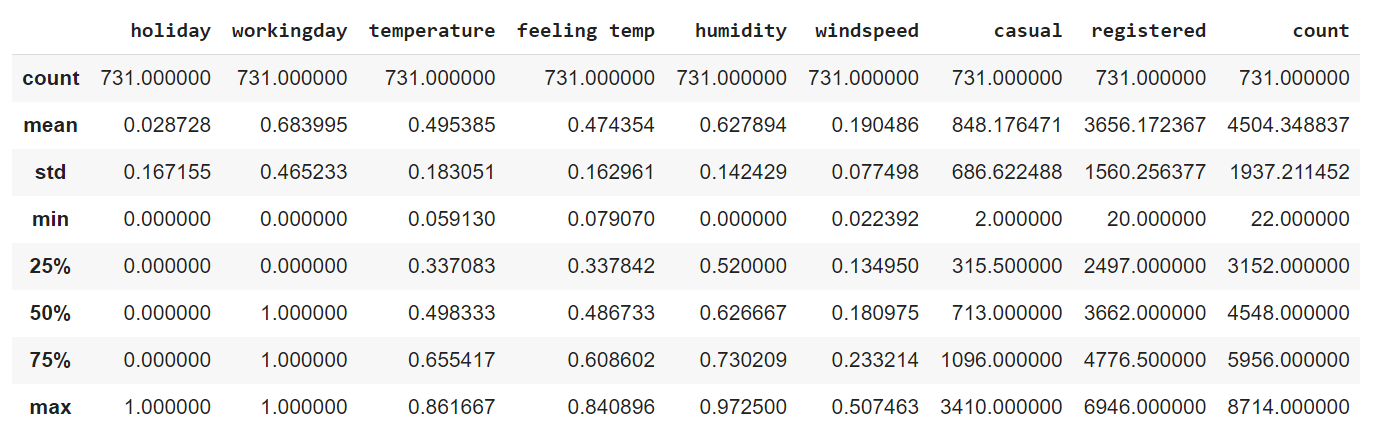 holiday workingday temperature feeling temp humidity windspeed casual registered count
count 731.000000 731.000000 731.000000 731.000000 731.000000 731.000000 731.000000 731.000000 731.000000
mean 0.028728 0.683995 0.495385 0.474354 0.627894 0.190486 848.176471 3656.172367 4504.348837
std 0.167155 0.465233 0.183051 0.162961 0.142429 0.077498 686.622488 1560.256377 1937.211452
min 0.000000 0.000000 0.059130 0.079070 0.000000 0.022392 2.000000 20.000000 22.000000
25% 0.000000 0.000000 0.337083 0.337842 0.520000 0.134950 315.500000 2497.000000 3152.000000
50% 0.000000 1.000000 0.498333 0.486733 0.626667 0.180975 713.000000 3662.000000 4548.000000
75% 0.000000 1.000000 0.655417 0.608602 0.730209 0.233214 1096.000000 4776.500000 5956.000000
max 1.000000 1.000000 0.861667 0.840896 0.972500 0.507463 3410.000000 6946.000000 8714.000000